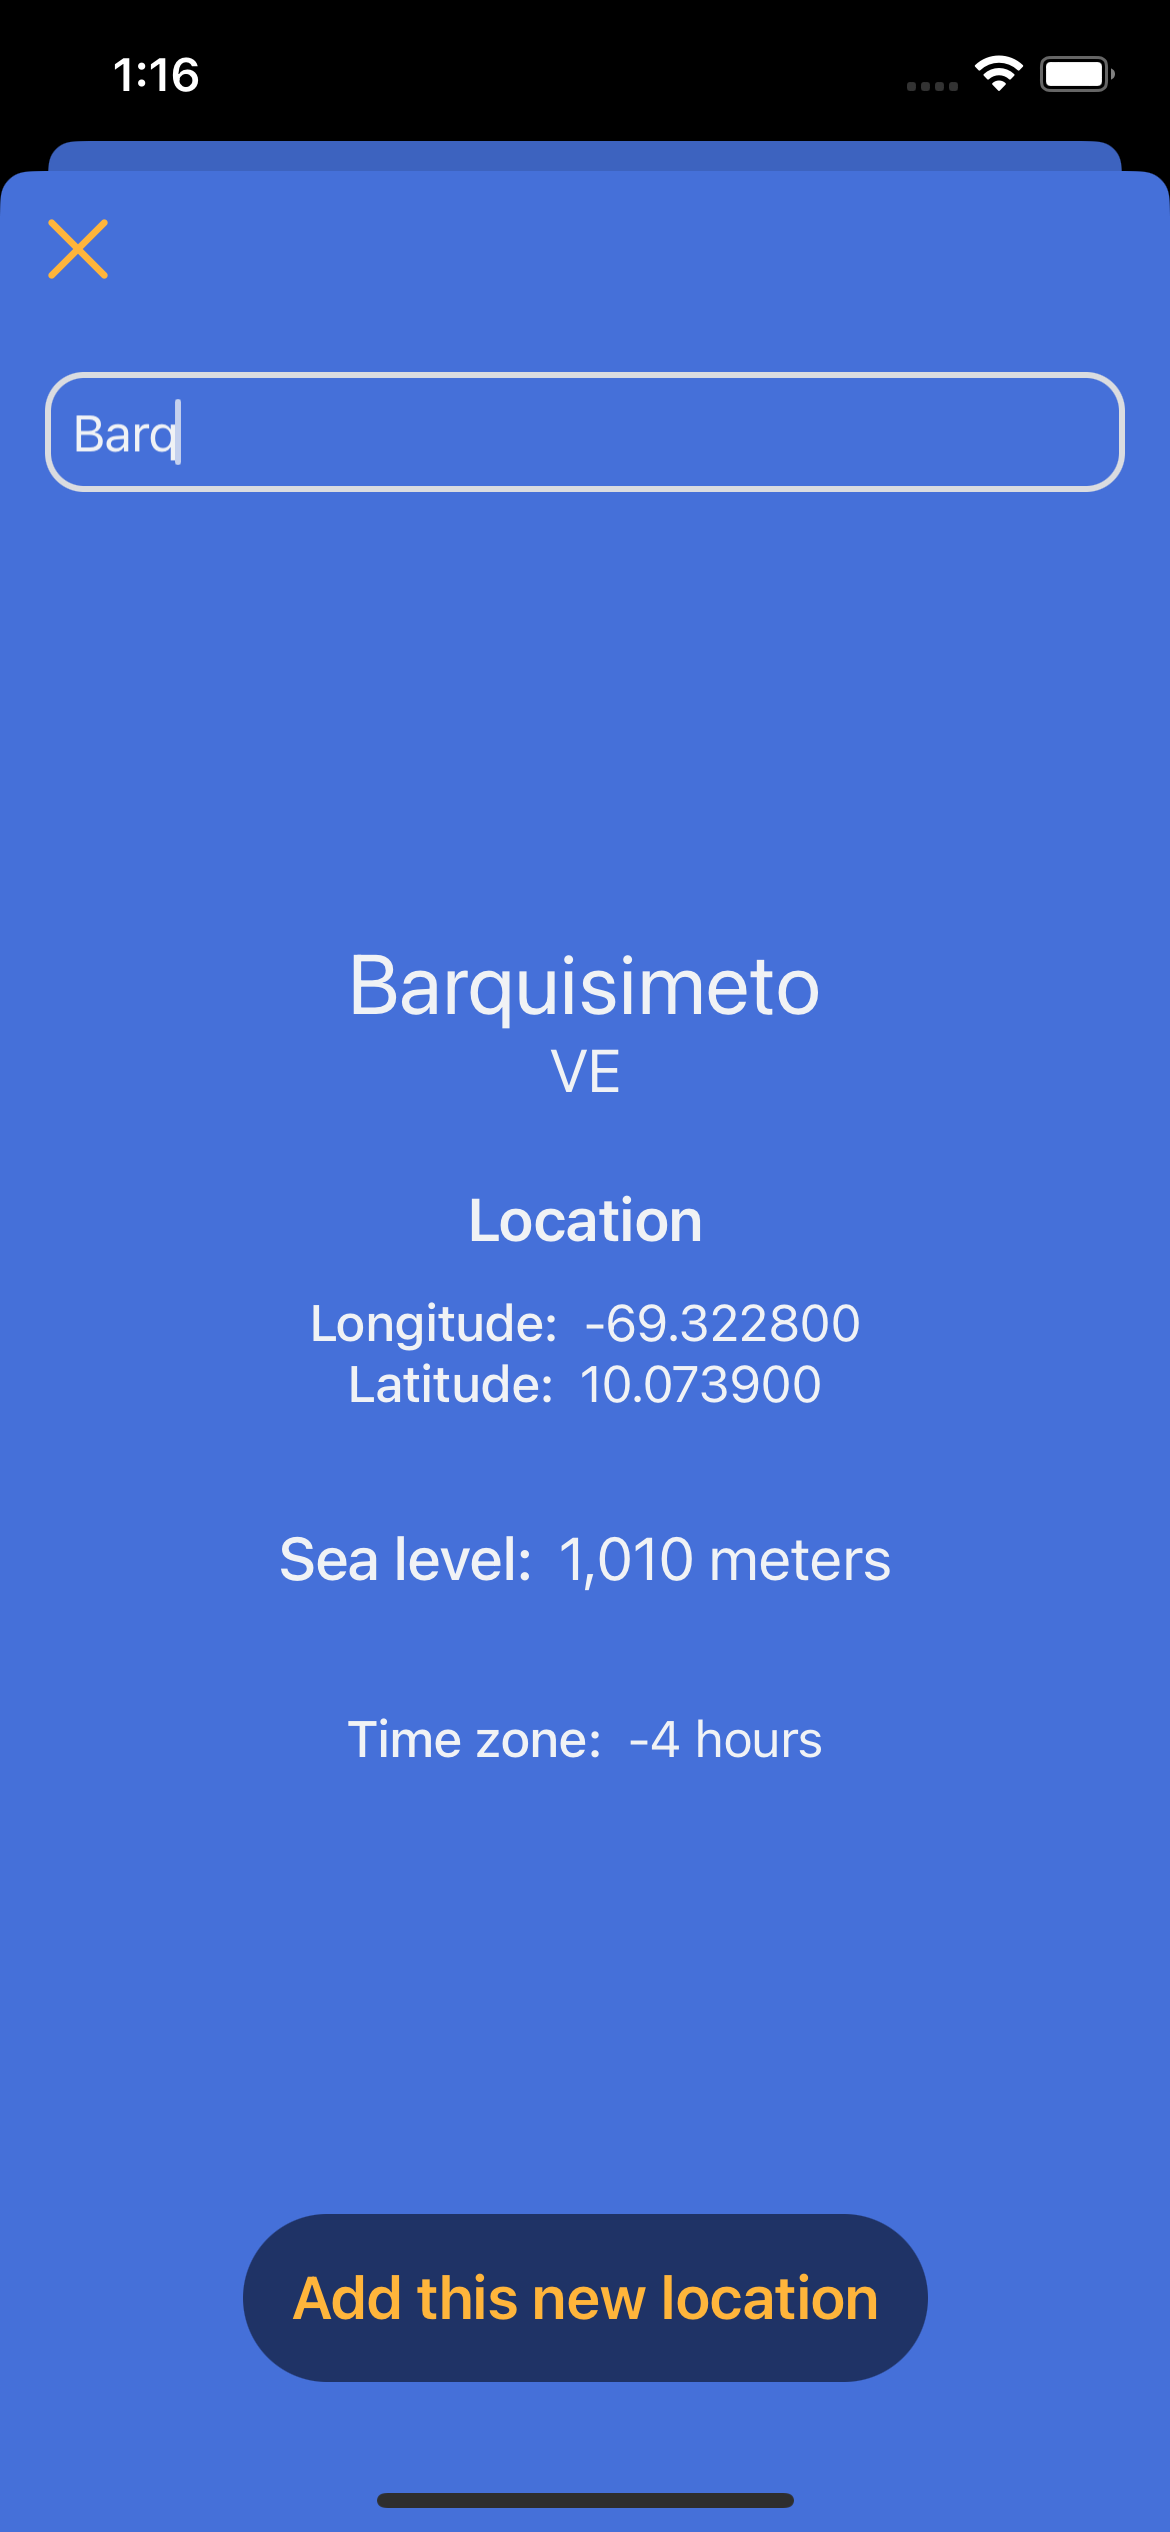 1:16
Barq
Barquisimeto
VE
Location
Longitude: -69.322800
Latitude: 10.073900
Sea level: 1,010 meters
Time zone: -4 hours
Add this new location